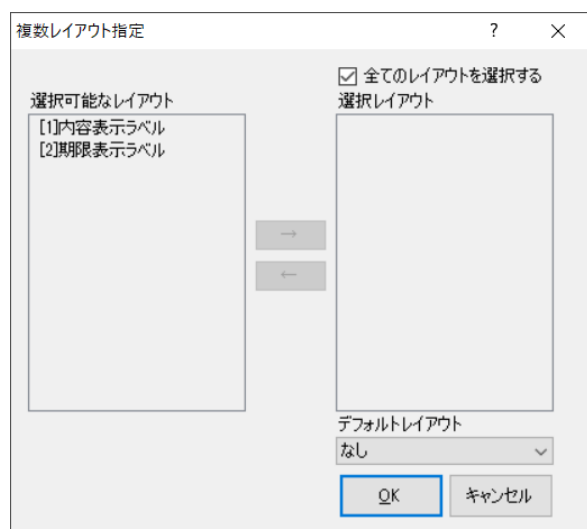 複数レイアウト指定
?
全てのレイアウトを選択する
選択可能なレイアウト
選択レイアウト
[1]内容表示ラベル
[2]期限表示ラベル
→
←
デフォルトレイアウト
なし
OK
キャンセル